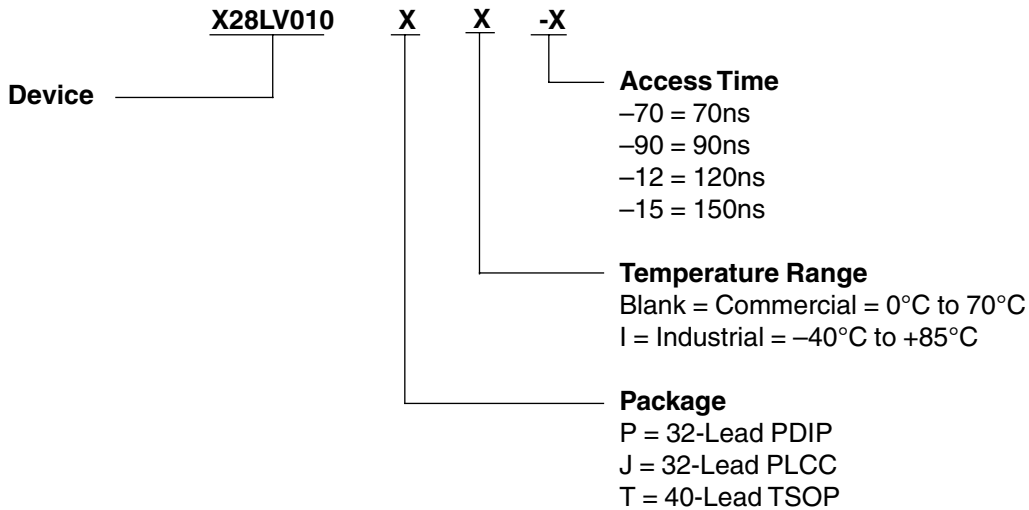 X28LV010 X X -X
Device
Access Time
–70 = 70ns
–90 = 90ns
–12 = 120ns
–15 = 150ns
Temperature Range
Blank = Commercial = 0°C to 70°C
I = Industrial = –40°C to +85°C
Package
P = 32-Lead PDIP
J = 32-Lead PLCC
T = 40-Lead TSOP